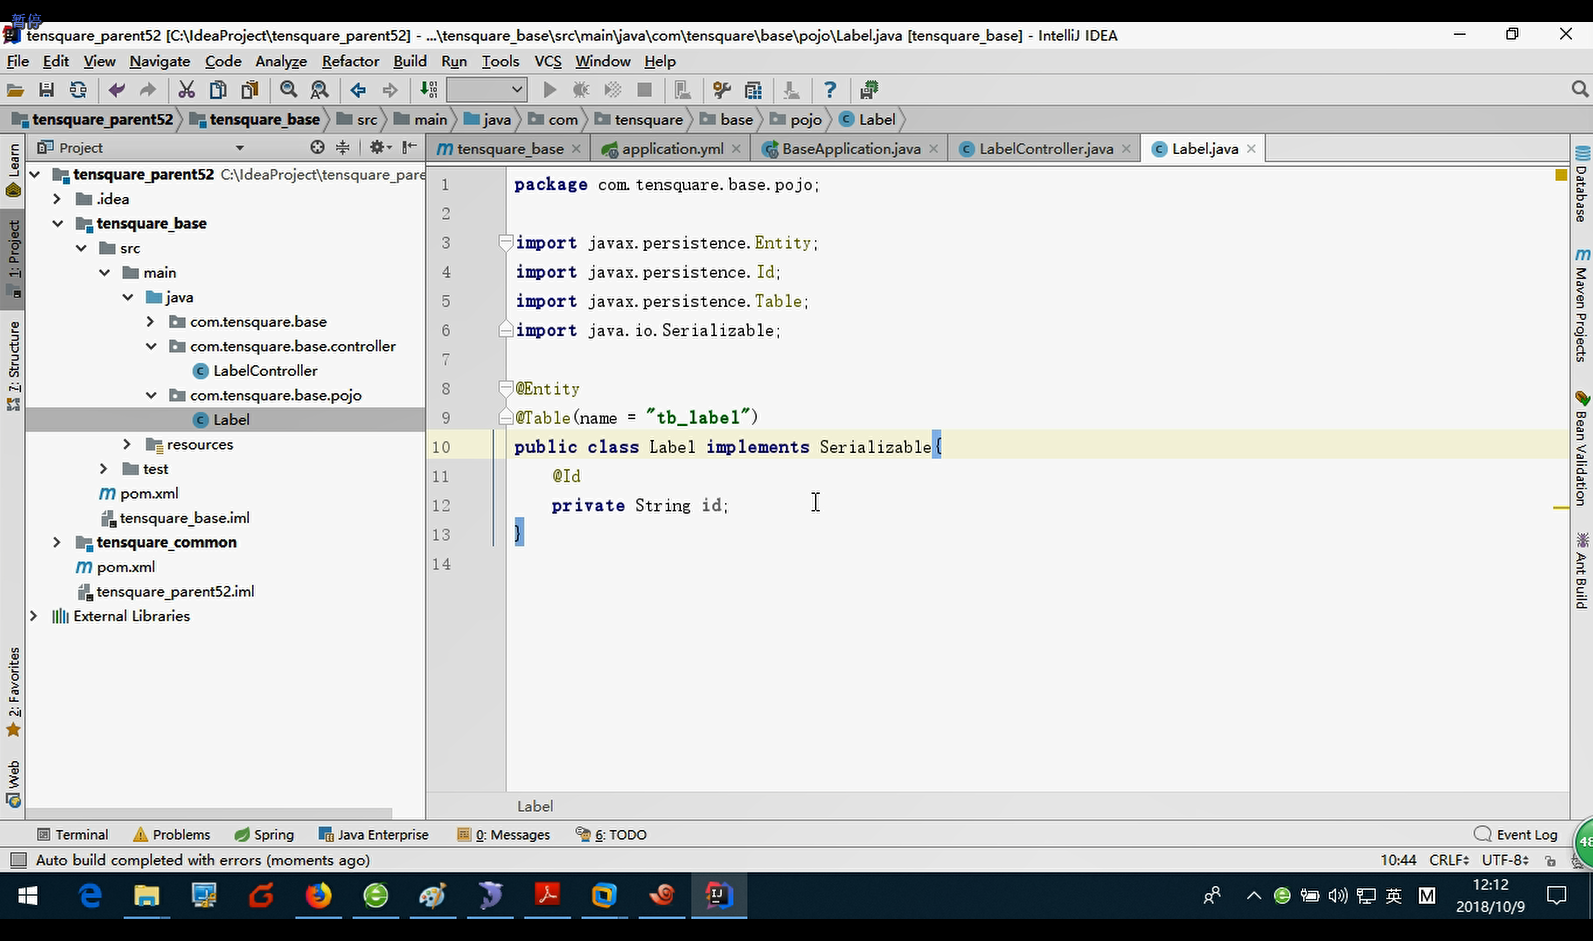 暂停
tensquare_parent52 [C:\IdeaProject\tensquare_parent52] - ...\tensquare_base\src\main\java\com\tensquare\base\pojo\Label.java [tensquare_base] - IntelliJ IDEA
File Edit View Navigate Code Analyze Refactor Build Run Tools VCS Window Help
tensquare_parent52 tensquare_base src main java com tensquare base pojo Label
Project
tensquare_base application.yml BaseApplication.java LabelController.java Label.java
Learn
1: Project
7: Structure
2: Favorites
Web
tensquare_parent52 C:\IdeaProject\tensquare_pare
.idea
tensquare_base
src
main
java
com.tensquare.base
com.tensquare.base.controller
LabelController
com.tensquare.base.pojo
Label
resources
test
pom.xml
tensquare_base.iml
tensquare_common
pom.xml
tensquare_parent52.iml
External Libraries
1 package com.tensquare.base.pojo;
2
3 import javax.persistence.Entity;
4 import javax.persistence.Id;
5 import javax.persistence.Table;
6 import java.io.Serializable;
7
8 @Entity
9 @Table(name = "tb_label")
10 public class Label implements Serializable{
11 @Id
12 private String id;
13 }
14
Label
Database
Maven Projects
Bean Validation
Ant Build
Terminal Problems Spring Java Enterprise 0: Messages 6: TODO Event Log
48
Auto build completed with errors (moments ago) 10:44 CRLF UTF-8
英 M 12:12
2018/10/9